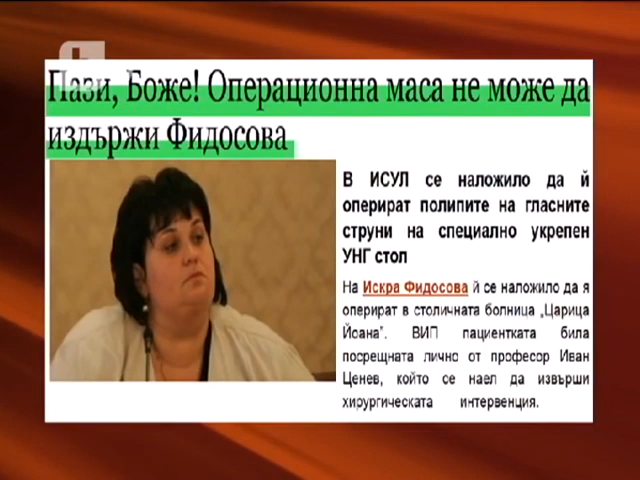 Пази, Боже! Операционна маса не може да
издържи Фидосова
В ИСУЛ се наложило да й
оперират полипите на гласните
струни на специално укрепен
УНГ стол
На Искра Фидосова й се наложило да я
оперират в столичната болница „Царица
Йоана”. ВИП пациентката била
посрещната лично от професор Иван
Ценев, който се наел да извърши
хирургическата интервенция.